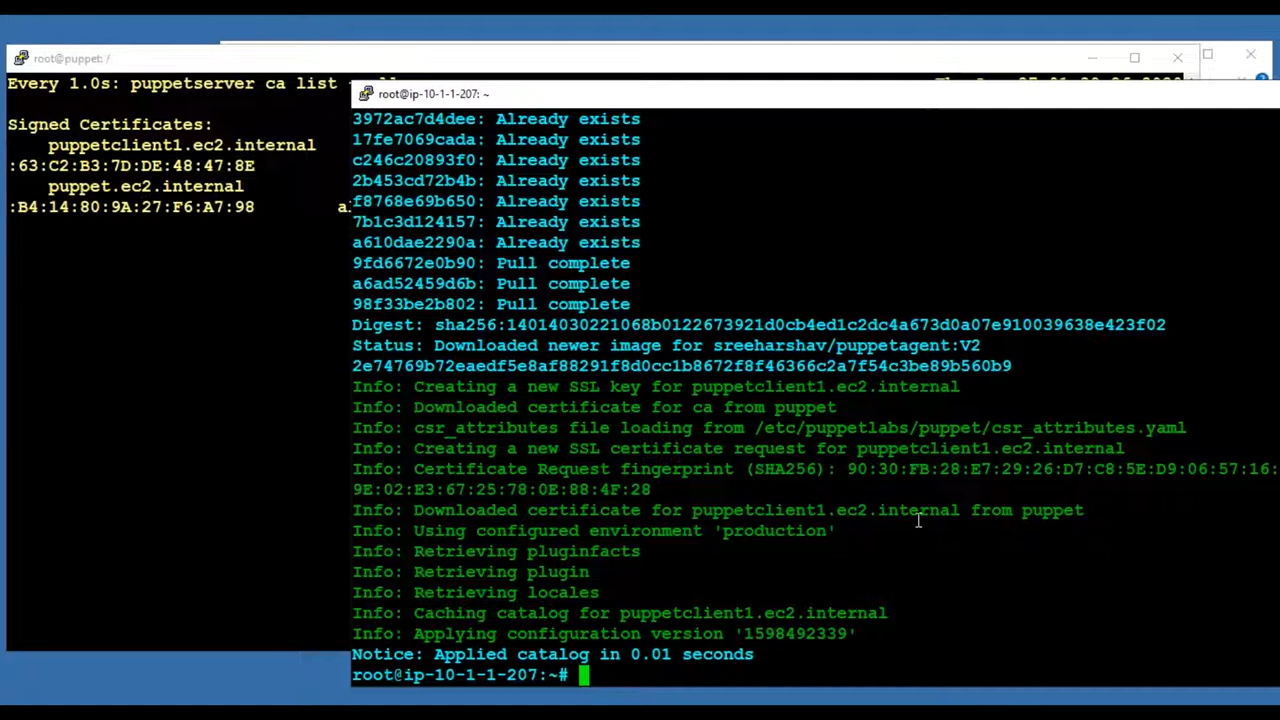 root@puppet: /
Every 1.0s: puppetserver ca list
Signed Certificates:
puppetclient1.ec2.internal
:63:C2:B3:7D:DE:48:47:8E
puppet.ec2.internal
:B4:14:80:9A:27:F6:A7:98
root@ip-10-1-1-207: ~
3972ac7d4dee: Already exists
17fe7069cada: Already exists
c246c20893f0: Already exists
2b453cd72b4b: Already exists
f8768e69b650: Already exists
7b1c3d124157: Already exists
a610dae2290a: Already exists
9fd6672e0b90: Pull complete
a6ad52459d6b: Pull complete
98f33be2b802: Pull complete
Digest: sha256:14014030221068b0122673921d0cb4ed1c2dc4a673d0a07e910039638e423f02
Status: Downloaded newer image for sreeharshav/puppetagent:V2
2e74769b72eaedf5e8af88291f8d0cc1b8672f8f46366c2a7f54c3be89b560b9
Info: Creating a new SSL key for puppetclient1.ec2.internal
Info: Downloaded certificate for ca from puppet
Info: csr_attributes file loading from /etc/puppetlabs/puppet/csr_attributes.yaml
Info: Creating a new SSL certificate request for puppetclient1.ec2.internal
Info: Certificate Request fingerprint (SHA256): 90:30:FB:28:E7:29:26:D7:C8:5E:D9:06:57:16:
9E:02:E3:67:25:78:0E:88:4F:28
Info: Downloaded certificate for puppetclient1.ec2.internal from puppet
Info: Using configured environment 'production'
Info: Retrieving pluginfacts
Info: Retrieving plugin
Info: Retrieving locales
Info: Caching catalog for puppetclient1.ec2.internal
Info: Applying configuration version '1598492339'
Notice: Applied catalog in 0.01 seconds
root@ip-10-1-1-207:~#